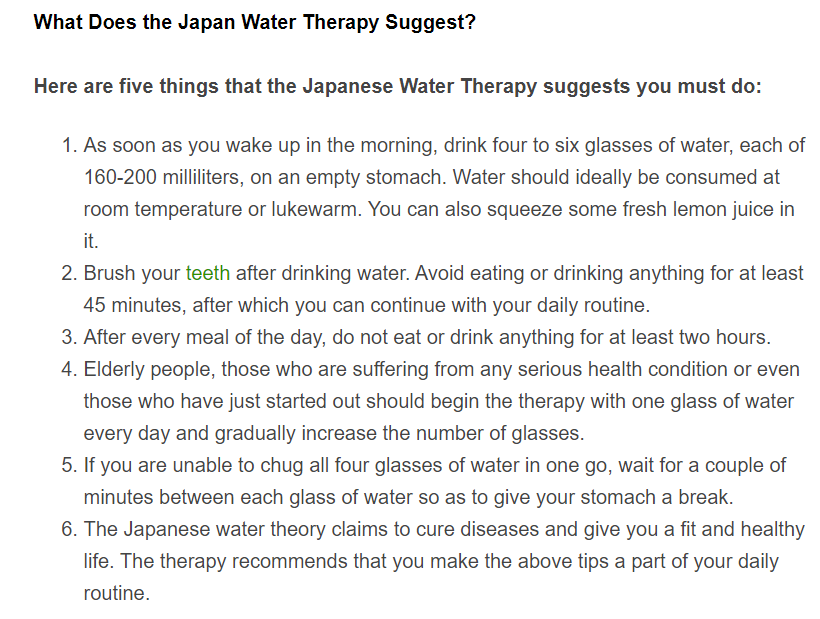 What Does the Japan Water Therapy Suggest?
Here are five things that the Japanese Water Therapy suggests you must do:
1. As soon as you wake up in the morning, drink four to six glasses of water, each of
160-200 milliliters, on an empty stomach. Water should ideally be consumed at
room temperature or lukewarm. You can also squeeze some fresh lemon juice in
it.
2. Brush your teeth after drinking water. Avoid eating or drinking anything for at least
45 minutes, after which you can continue with your daily routine.
3. After every meal of the day, do not eat or drink anything for at least two hours.
4. Elderly people, those who are suffering from any serious health condition or even
those who have just started out should begin the therapy with one glass of water
every day and gradually increase the number of glasses.
5. If you are unable to chug all four glasses of water in one go, wait for a couple of
minutes between each glass of water so as to give your stomach a break.
6. The Japanese water theory claims to cure diseases and give you a fit and healthy
life. The therapy recommends that you make the above tips a part of your daily
routine.